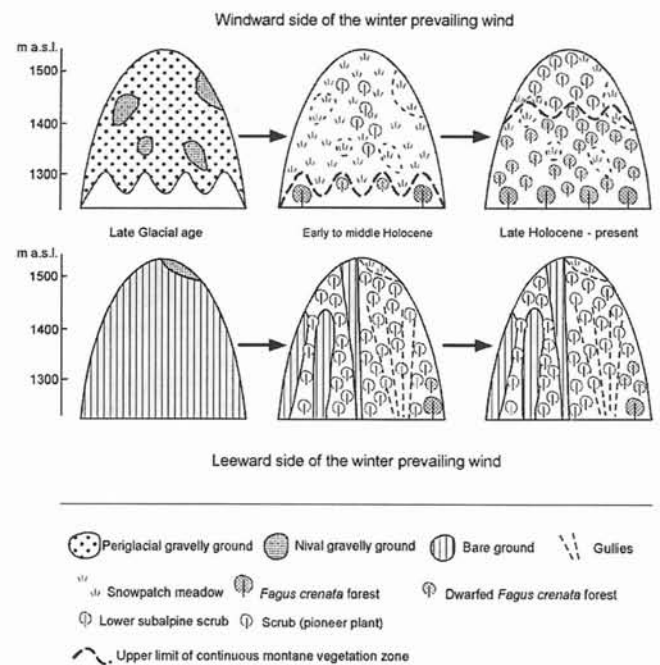 Windward side of the winter prevailing wind
m a.s.l.
1500
1400
1300
Late Glacial age
Early to middle Holocene
Late Holocene - present
m a.s.l.
1500
1400
1300
Leeward side of the winter prevailing wind
Periglacial gravelly ground
Nival gravelly ground
Bare ground
Gullies
Snowpatch meadow
Fagus crenata forest
Dwarfed Fagus crenata forest
Lower subalpine scrub
Scrub (pioneer plant)
Upper limit of continuous montane vegetation zone